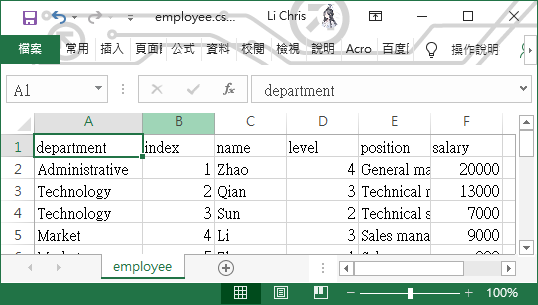 employee.cs... Li Chris
檔案 常用 插入 頁面 公式 資料 校閱 檢視 說明 Acro 百度 操作說明
A1 fx department
A B C D E F
1 department index name level position salary
2 Administrative 1 Zhao 4 General ma 20000
3 Technology 2 Qian 3 Technical 13000
4 Technology 3 Sun 2 Technical s 7000
5 Market 4 Li 3 Sales mana 9000
employee
100%